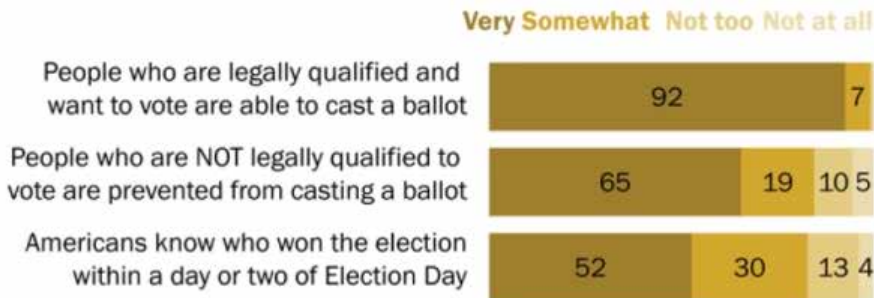 Very Somewhat Not too Not at all
People who are legally qualified and
want to vote are able to cast a ballot
92 7
People who are NOT legally qualified to
vote are prevented from casting a ballot
65 19 10 5
Americans know who won the election
within a day or two of Election Day
52 30 13 4